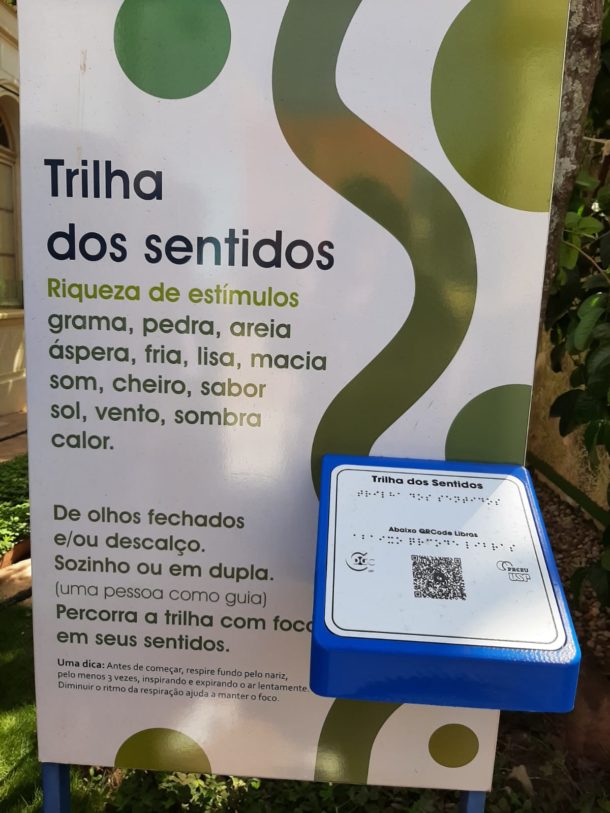 Trilha
dos sentidos
Riqueza de estímulos
grama, pedra, areia
áspera, fria, lisa, macia
som, cheiro, sabor
sol, vento, sombra
calor.
De olhos fechados
e/ou descalço.
Sozinho ou em dupla.
(uma pessoa como guia)
Percorra a trilha com foco
em seus sentidos.
Uma dica: Antes de começar, respire fundo pelo nariz,
pelo menos 3 vezes, inspirando e expirando o ar lentamente.
Diminuir o ritmo da respiração ajuda a manter o foco.
Trilha dos Sentidos
Abaixo QRCode Libras
PRCEU
USP